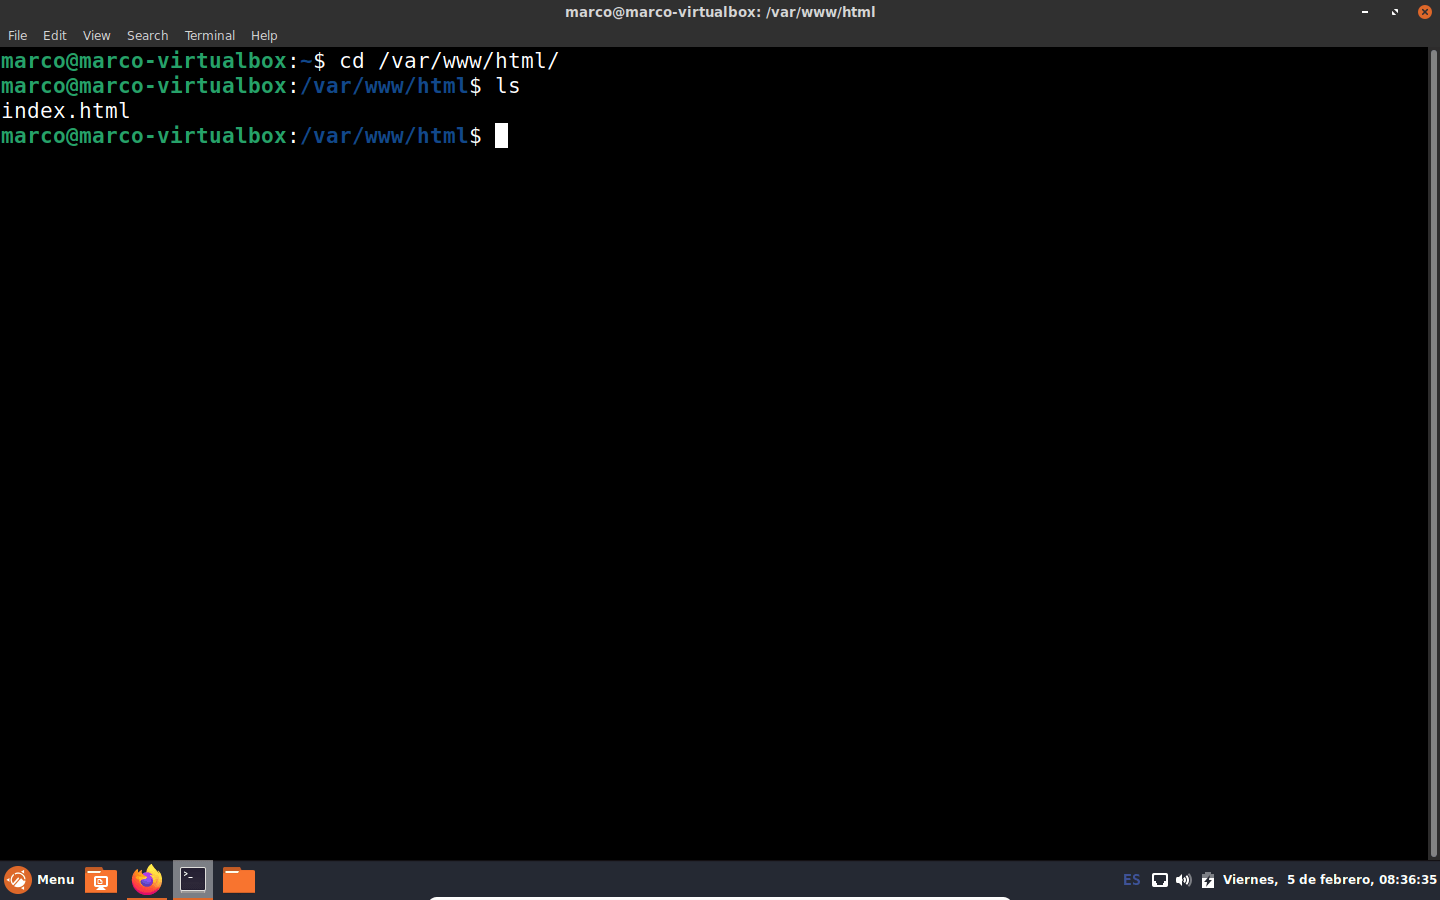 marco@marco-virtualbox: /var/www/html
File Edit View Search Terminal Help
marco@marco-virtualbox:~$ cd /var/www/html/
marco@marco-virtualbox:/var/www/html$ ls
index.html
marco@marco-virtualbox:/var/www/html$
Menu ES Viernes, 5 de febrero, 08:36:35